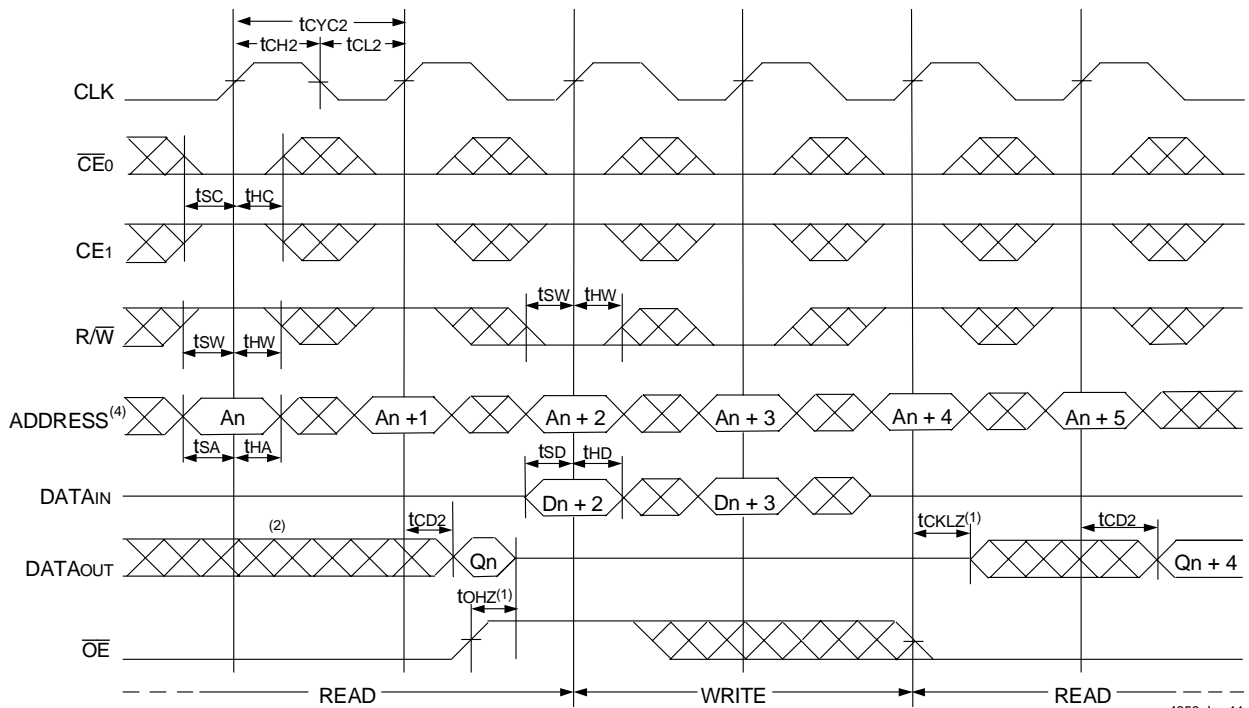 tCYC2
tCH2 tCL2
CLK
CE0
tSC tHC
CE1
tSW tHW
R/W
tSW tHW
ADDRESS(4) An An +1 An + 2 An + 3 An + 4 An + 5
tSA tHA tSD tHD
DATAIN Dn + 2 Dn + 3
(2) tCD2 tCKLZ(1) tCD2
DATAOUT Qn Qn + 4
tOHZ(1)
OE
READ WRITE READ